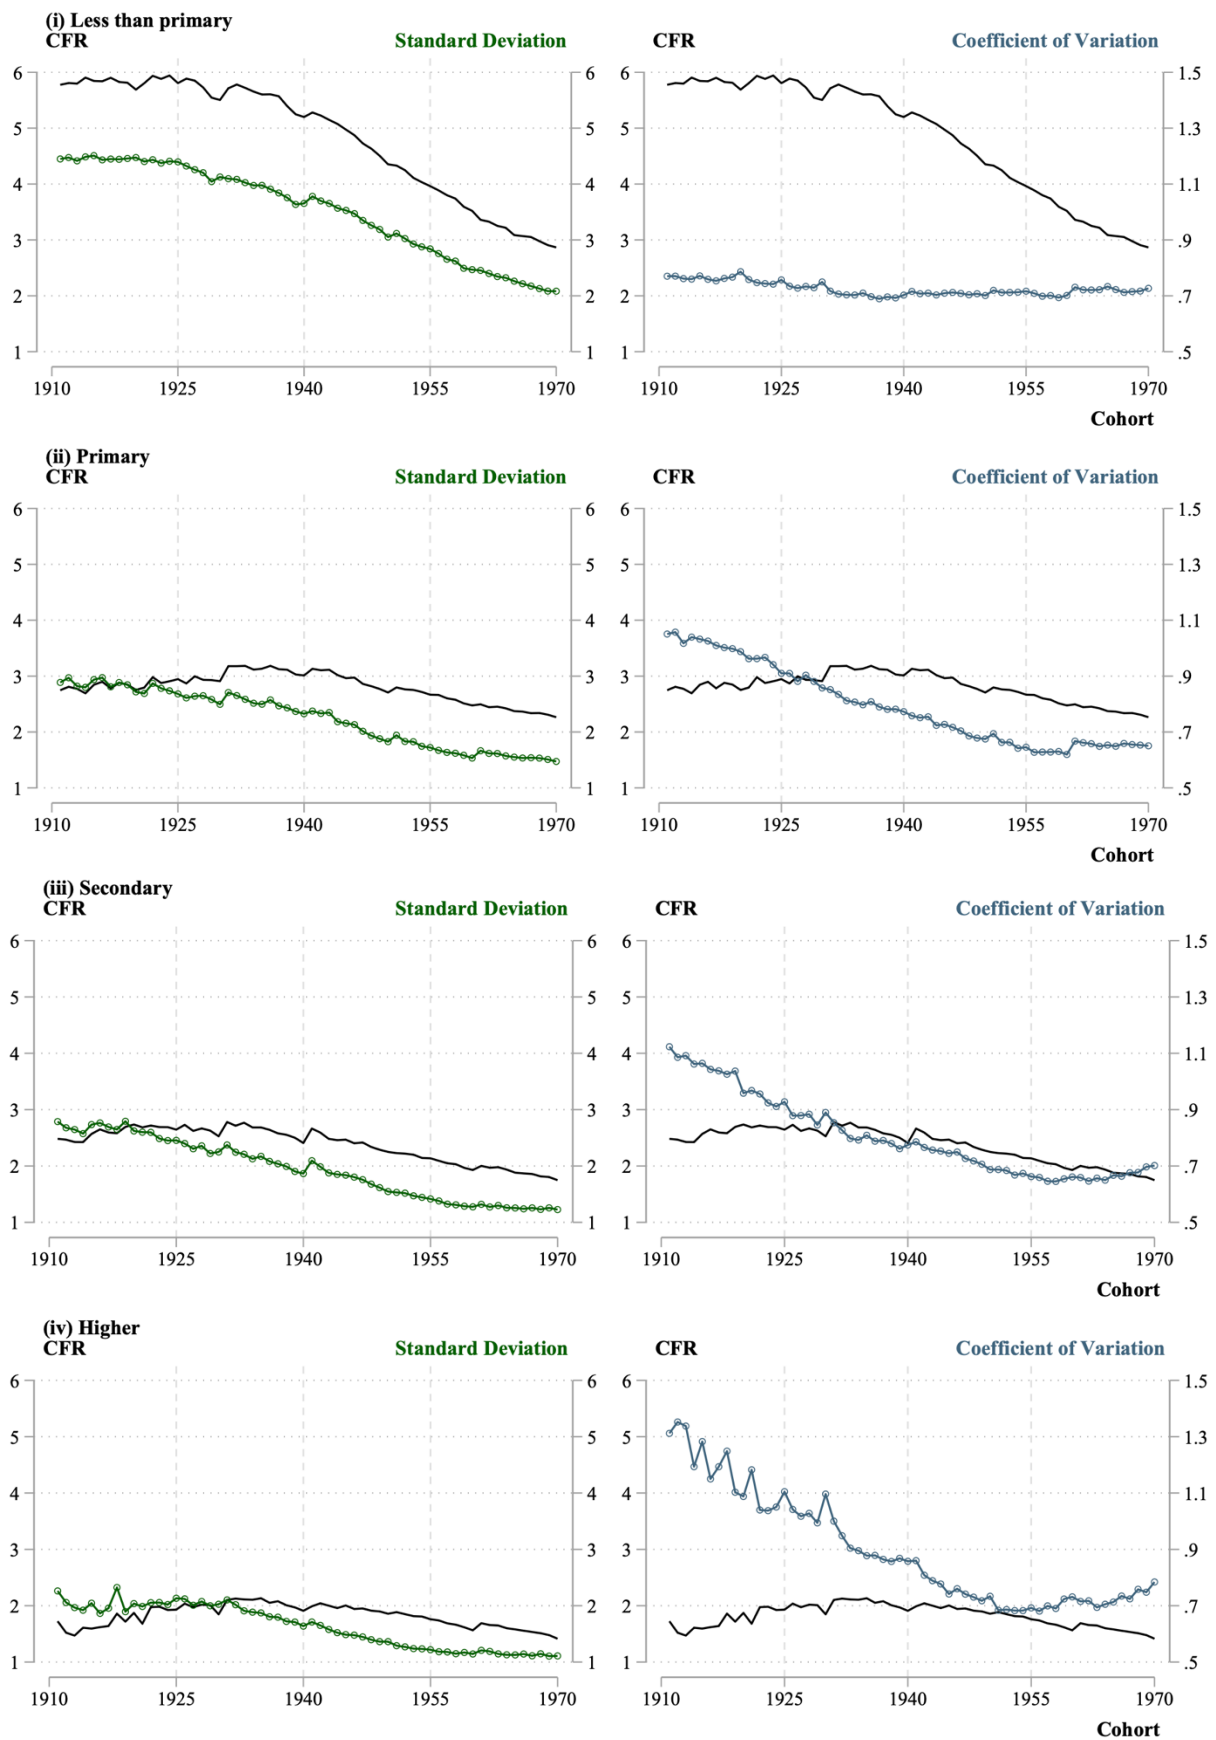 (i) Less than primary
CFR Standard Deviation CFR Coefficient of Variation
6 6 6 1.5
5 5 5 1.3
4 4 4 1.1
3 3 3 .9
2 2 2 .7
1 1 1 .5
1910 1925 1940 1955 1970 1910 1925 1940 1955 1970
Cohort
(ii) Primary
CFR Standard Deviation CFR Coefficient of Variation
6 6 6 1.5
5 5 5 1.3
4 4 4 1.1
3 3 3 .9
2 2 2 .7
1 1 1 .5
1910 1925 1940 1955 1970 1910 1925 1940 1955 1970
Cohort
(iii) Secondary
CFR Standard Deviation CFR Coefficient of Variation
6 6 6 1.5
5 5 5 1.3
4 4 4 1.1
3 3 3 .9
2 2 2 .7
1 1 1 .5
1910 1925 1940 1955 1970 1910 1925 1940 1955 1970
Cohort
(iv) Higher
CFR Standard Deviation CFR Coefficient of Variation
6 6 6 1.5
5 5 5 1.3
4 4 4 1.1
3 3 3 .9
2 2 2 .7
1 1 1 .5
1910 1925 1940 1955 1970 1910 1925 1940 1955 1970
Cohort